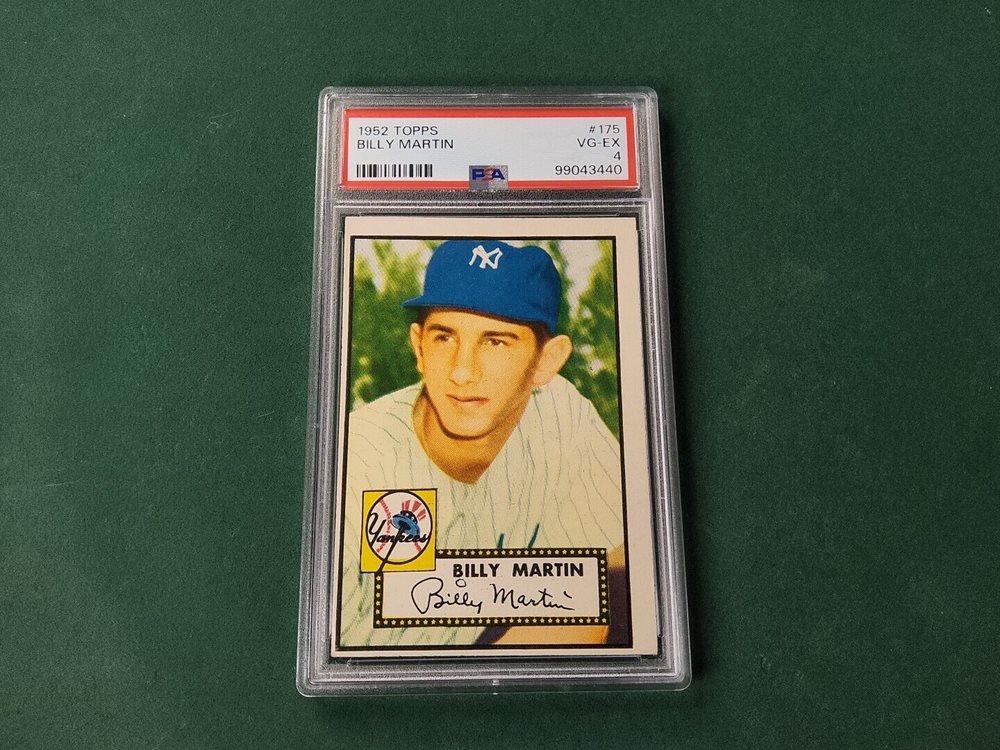 1952 TOPPS #175
BILLY MARTIN VG-EX
4
PSA 99043440
NY
Yankees
BILLY MARTIN
Billy Martin